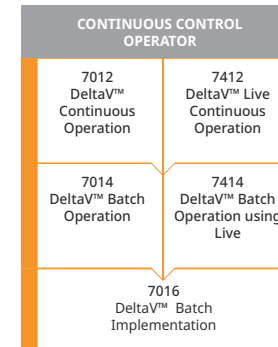 CONTINUOUS CONTROL
OPERATOR
7012
DeltaV™
Continuous
Operation
7412
DeltaV™ Live
Continuous
Operation
7014
DeltaV™ Batch
Operation
7414
DeltaV™ Batch
Operation using
Live
7016
DeltaV™ Batch
Implementation